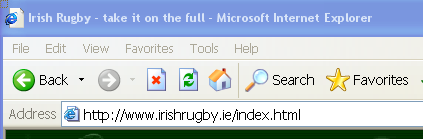 Irish Rugby - take it on the full - Microsoft Internet Explorer
File Edit View Favorites Tools Help
Back Search Favorites
Address http://www.irishrugby.ie/index.html